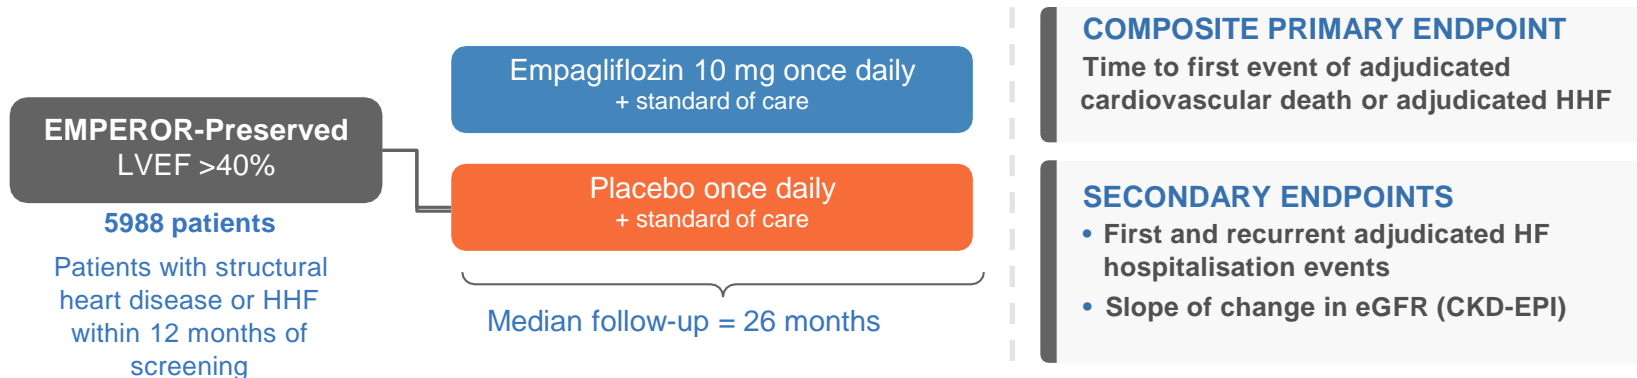 EMPEROR-Preserved
LVEF >40%
5988 patients
Patients with structural
heart disease or HHF
within 12 months of
screening
Empagliflozin 10 mg once daily
+ standard of care
Placebo once daily
+ standard of care
Median follow-up = 26 months
COMPOSITE PRIMARY ENDPOINT
Time to first event of adjudicated
cardiovascular death or adjudicated HHF
SECONDARY ENDPOINTS
• First and recurrent adjudicated HF
hospitalisation events
• Slope of change in eGFR (CKD-EPI)